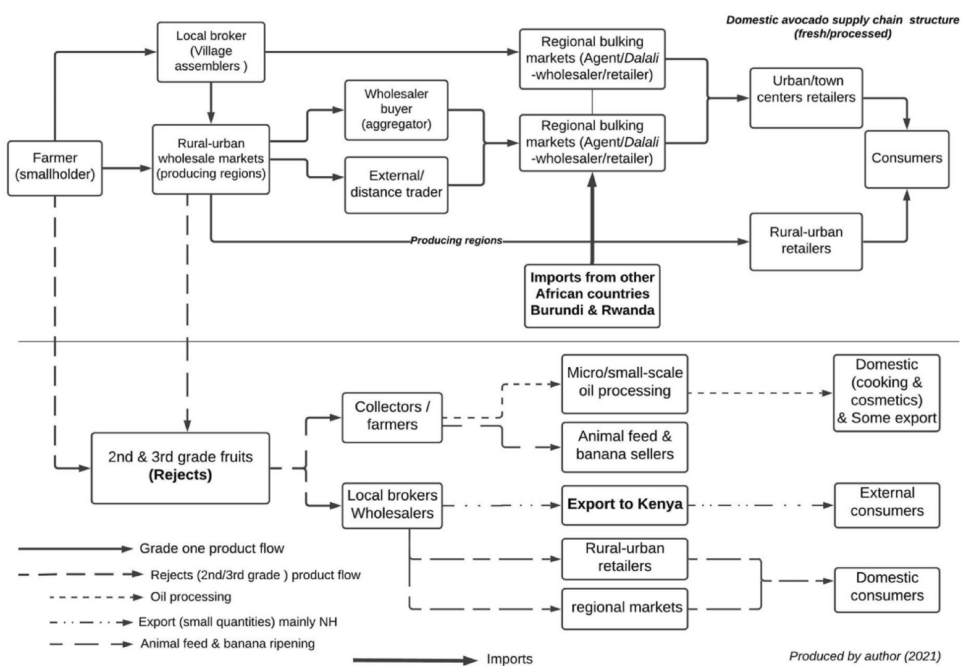 Domestic avocado supply chain structure
(fresh/processed)
Local broker
(Village
assemblers )
Regional bulking
markets (Agent/Dalali
-wholesaler/retailer)
Urban/town
centers retailers
Wholesaler
buyer
(aggregator)
Farmer
(smallholder)
Rural-urban
wholesale markets
(producing regions)
Regional bulking
markets (Agent/Dalali
-wholesaler/retailer)
Consumers
External/
distance trader
Producing regions
Rural-urban
retailers
Imports from other
African countries
Burundi & Rwanda
Micro/small-scale
oil processing
Domestic
(cooking &
cosmetics)
& Some export
Collectors /
farmers
2nd & 3rd grade fruits
(Rejects)
Animal feed &
banana sellers
Local brokers
Wholesalers
Export to Kenya
External
consumers
Rural-urban
retailers
Domestic
consumers
regional markets
Grade one product flow
Rejects (2nd/3rd grade ) product flow
Oil processing
Export (small quantities) mainly NH
Animal feed & banana ripening
Imports
Produced by author (2021)